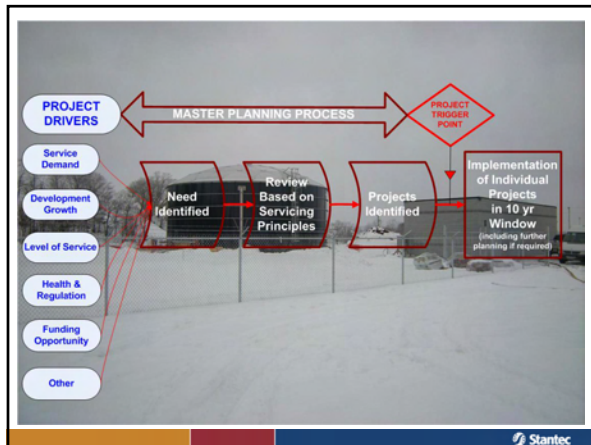 PROJECT
DRIVERS
MASTER PLANNING PROCESS
PROJECT
TRIGGER
POINT
Service
Demand
Development
Growth
Level of Service
Health &
Regulation
Funding
Opportunity
Other
Need
Identified
Review
Based on
Servicing
Principles
Projects
Identified
Implementation
of Individual
Projects
in 10 yr
Window
(including further
planning if required)
Stantec